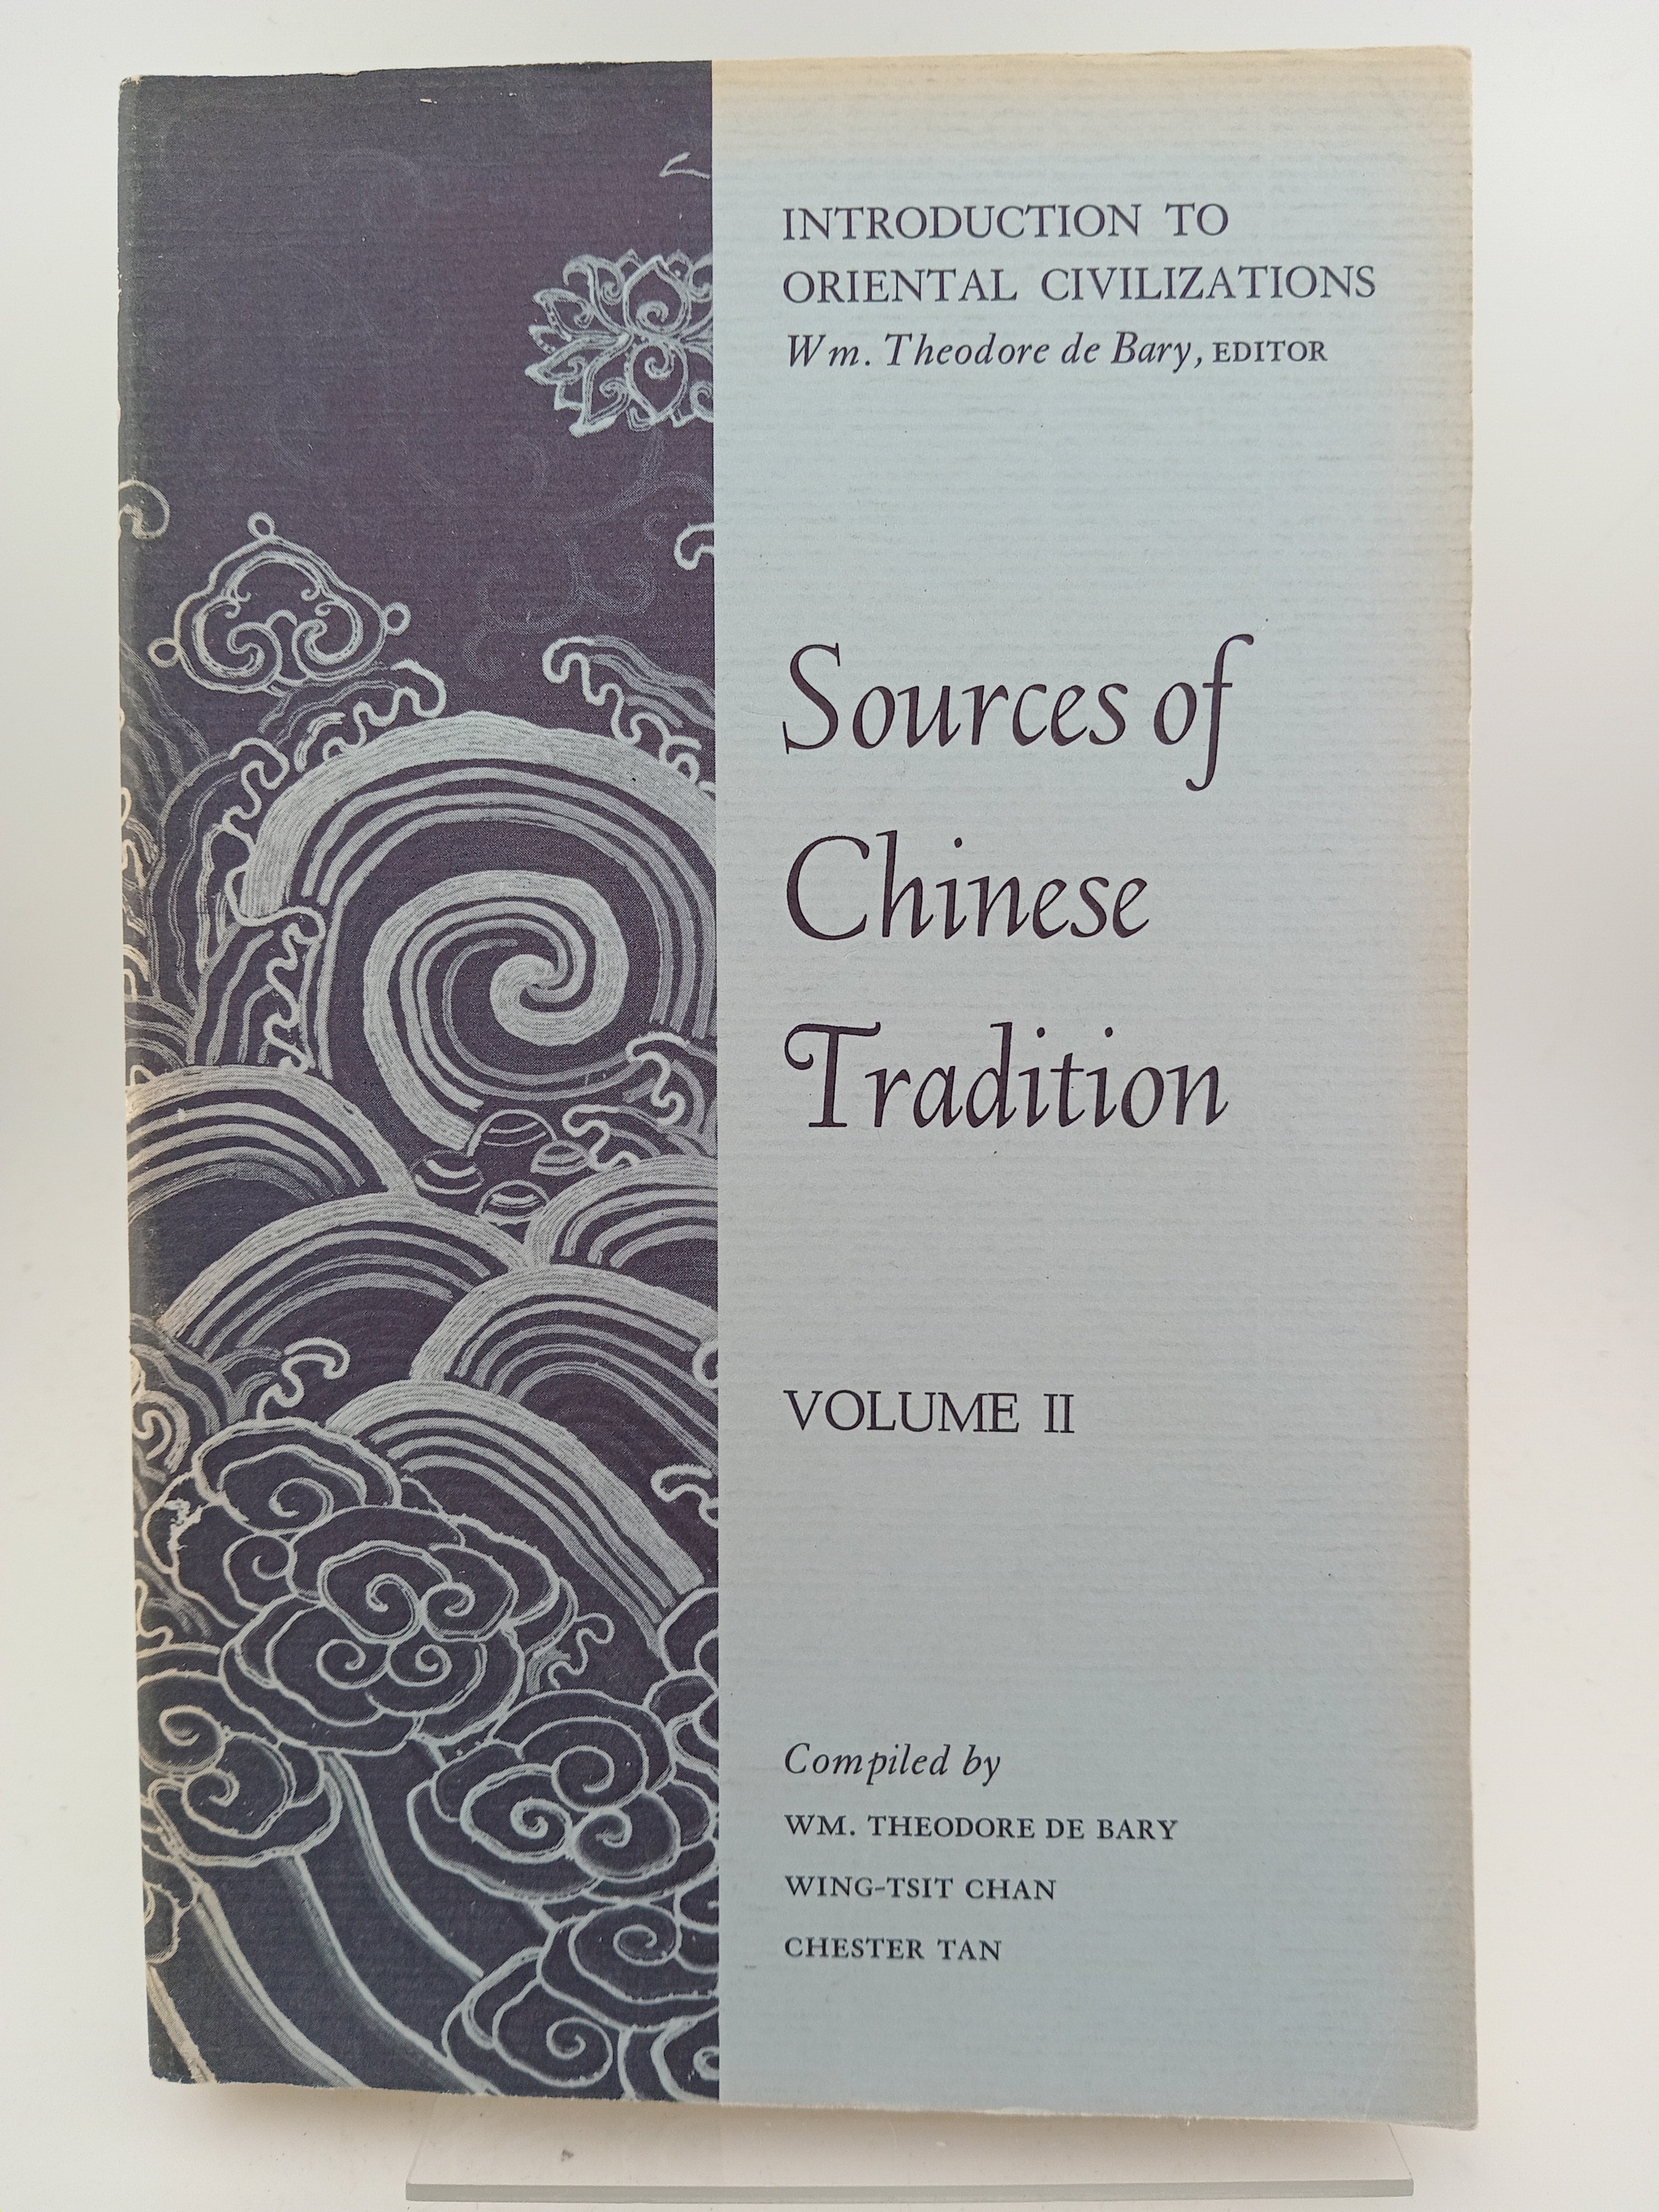 INTRODUCTION TO
ORIENTAL CIVILIZATIONS
Wm. Theodore de Bary, EDITOR
Sources of
Chinese
Tradition
VOLUME II
Compiled by
WM. THEODORE DE BARY
WING-TSIT CHAN
CHESTER TAN